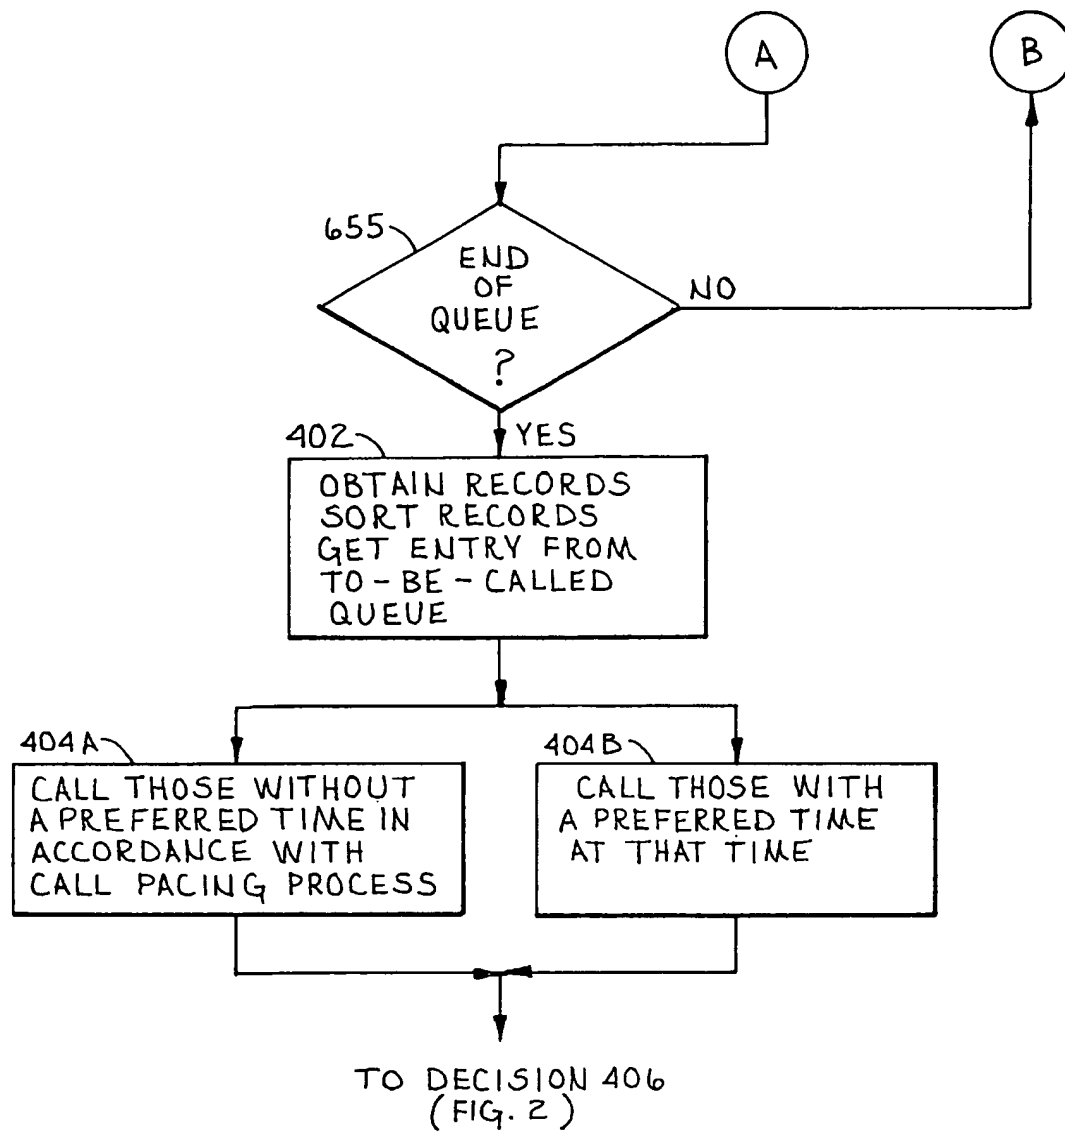 A
B
655
END
OF
QUEUE
?
NO
YES
402
OBTAIN RECORDS
SORT RECORDS
GET ENTRY FROM
TO-BE-CALLED
QUEUE
404A
CALL THOSE WITHOUT
A PREFERRED TIME IN
ACCORDANCE WITH
CALL PACING PROCESS
404B
CALL THOSE WITH
A PREFERRED TIME
AT THAT TIME
TO DECISION 406
(FIG. 2)